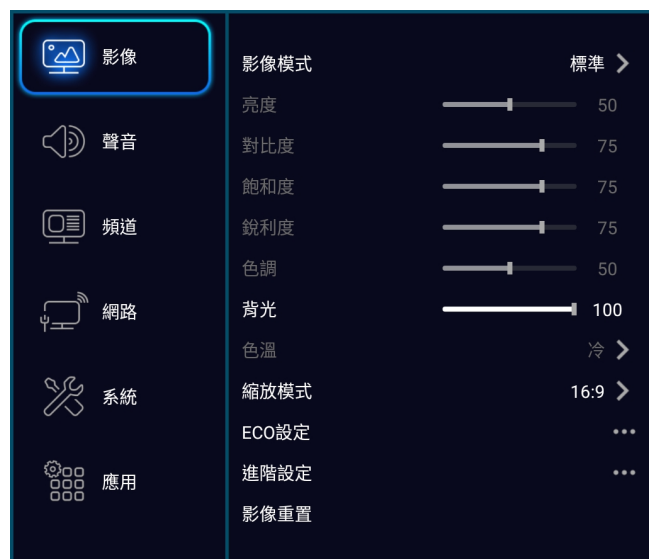 影像
聲音
頻道
網路
系統
應用
影像模式 標準
亮度 50
對比度 75
飽和度 75
銳利度 75
色調 50
背光 100
色溫 冷
縮放模式 16:9
ECO設定
進階設定
影像重置